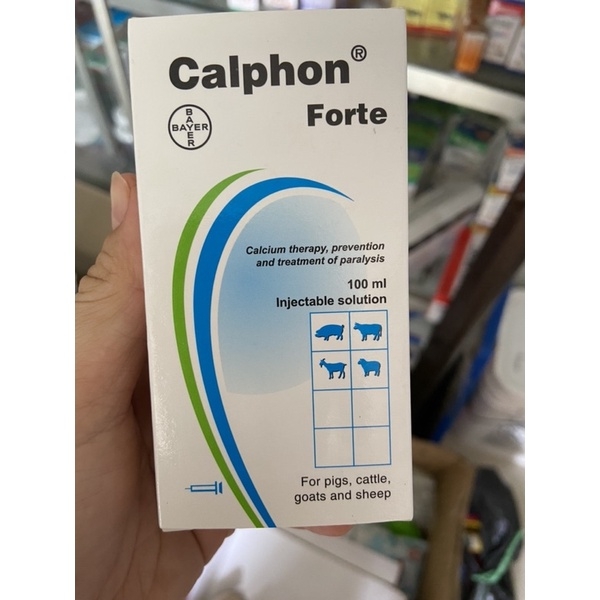 Calphon®
Forte
BAYER
BAYER
Calcium therapy, prevention
and treatment of paralysis
100 ml
Injectable solution
For pigs, cattle,
goats and sheep